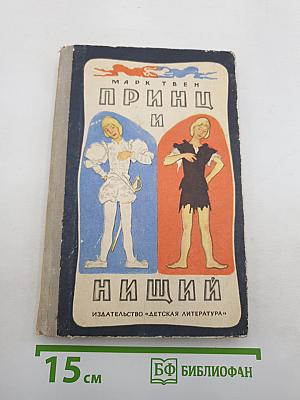 МАРК ТВЕН
ПРИНЦ
И
НИЩИЙ
ИЗДАТЕЛЬСТВО «ДЕТСКАЯ ЛИТЕРАТУРА»
15 см
БФ БИБЛИОФАН